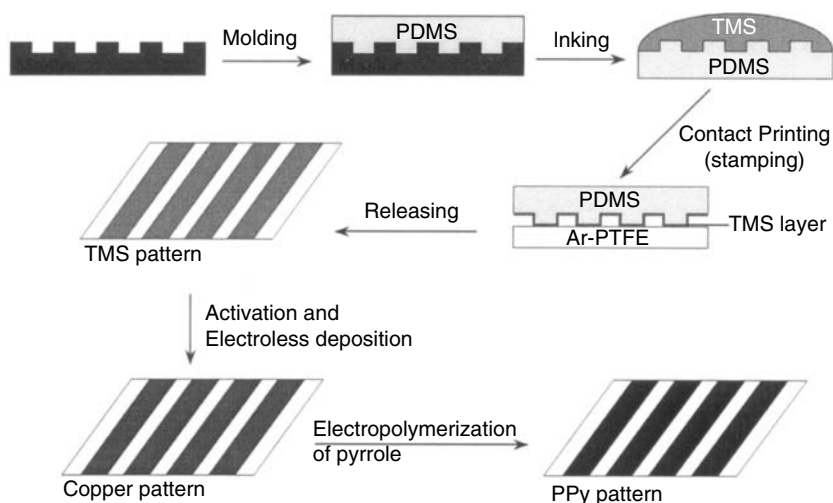 Molding
PDMS
Inking
TMS
PDMS
Contact Printing
(stamping)
PDMS
Ar-PTFE
TMS layer
Releasing
TMS pattern
Activation and
Electroless deposition
Copper pattern
Electropolymerization
of pyrrole
PPy pattern